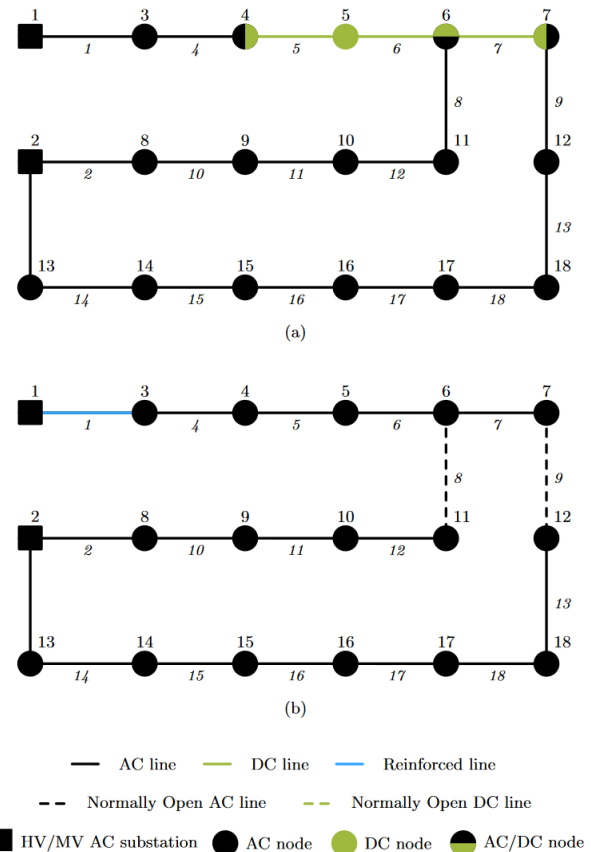 1 3 4 5 6 7
1 4 5 6 7
8 9
2 8 9 10 11 12
2 10 11 12
13
13 14 15 16 17 18
14 15 16 17 18
(a)
1 3 4 5 6 7
1 4 5 6 7
8 9
2 8 9 10 11 12
2 10 11 12
13
13 14 15 16 17 18
14 15 16 17 18
(b)
AC line DC line Reinforced line
Normally Open AC line Normally Open DC line
HV/MV AC substation AC node DC node AC/DC node